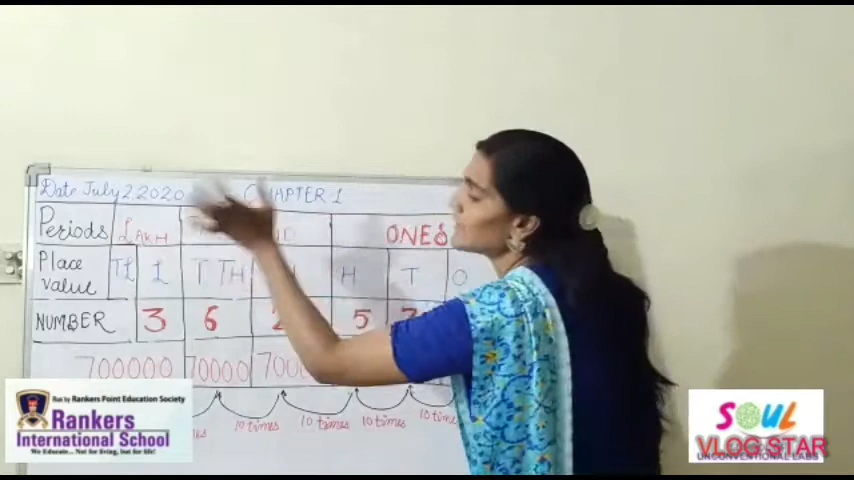 Date July 2 2020 CHAPTER 1
Periods LAKH ONES
Place TL L T TH H T O
value
NUMBER 3 6 5
700000 70000
10 times 10 times 10 times 10 times
Run by RANKERS Point Education Society
Rankers
International School
We Educate... Not for living, but for life!
SOUL
VLOG STAR
UNCONVENTIONAL LABS